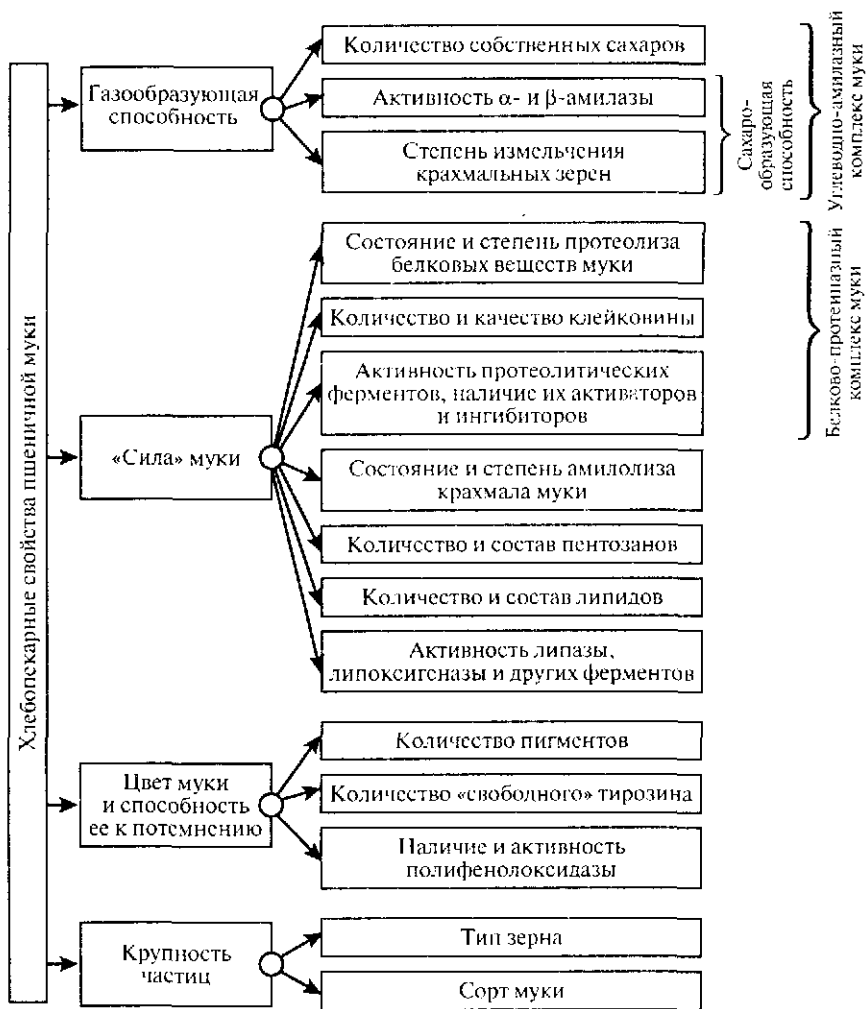 Хлебопекарные свойства пшеничной муки
Газообразующая
способность
Количество собственных сахаров
Активность α- и β-амилазы
Степень измельчения
крахмальных зерен
Сахаро-
образующая
способность
Углеводно-амилазный
комплекс муки
«Сила» муки
Состояние и степень протеолиза
белковых веществ муки
Количество и качество клейковины
Активность протеолитических
ферментов, наличие их активаторов
и ингибиторов
Состояние и степень амилолиза
крахмала муки
Количество и состав пентозанов
Количество и состав липидов
Активность липазы,
липоксигеназы и других ферментов
Белково-протеиназный
комплекс муки
Цвет муки
и способность
ее к потемнению
Количество пигментов
Количество «свободного» тирозина
Наличие и активность
полифенолоксидазы
Крупность
частиц
Тип зерна
Сорт муки